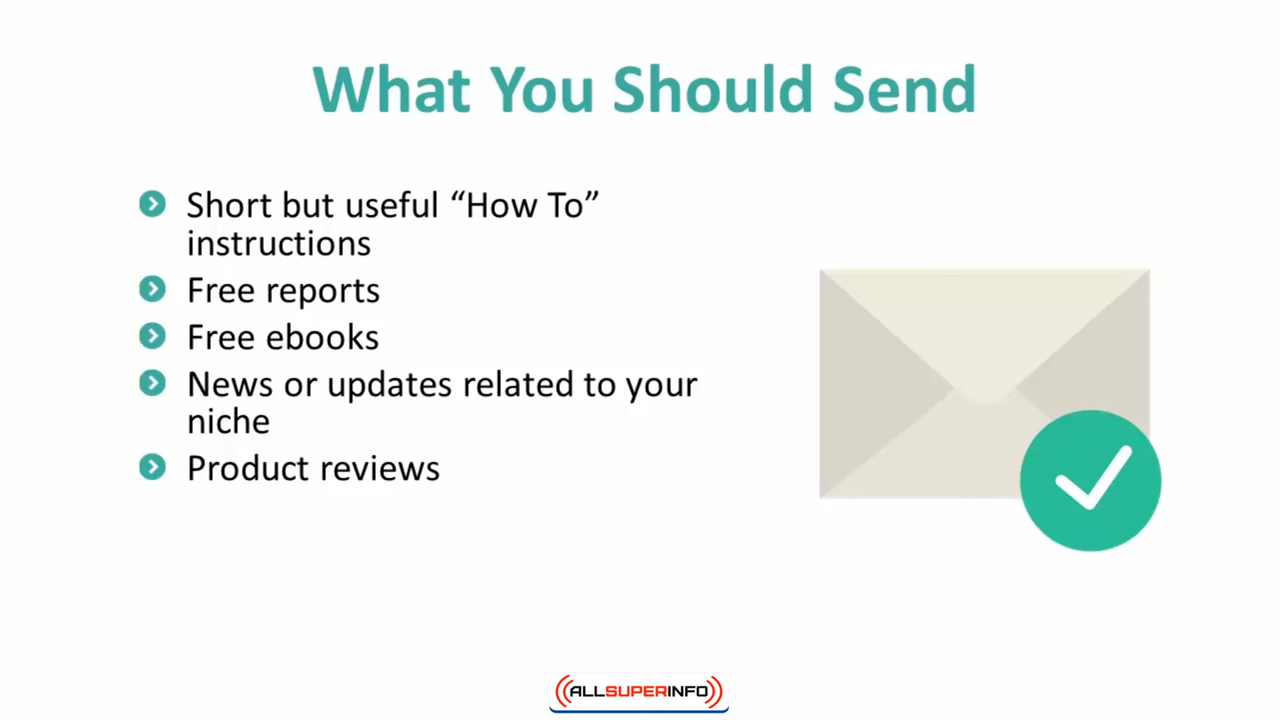 What You Should Send
Short but useful “How To”
instructions
Free reports
Free ebooks
News or updates related to your
niche
Product reviews
ALLSUPERINFO